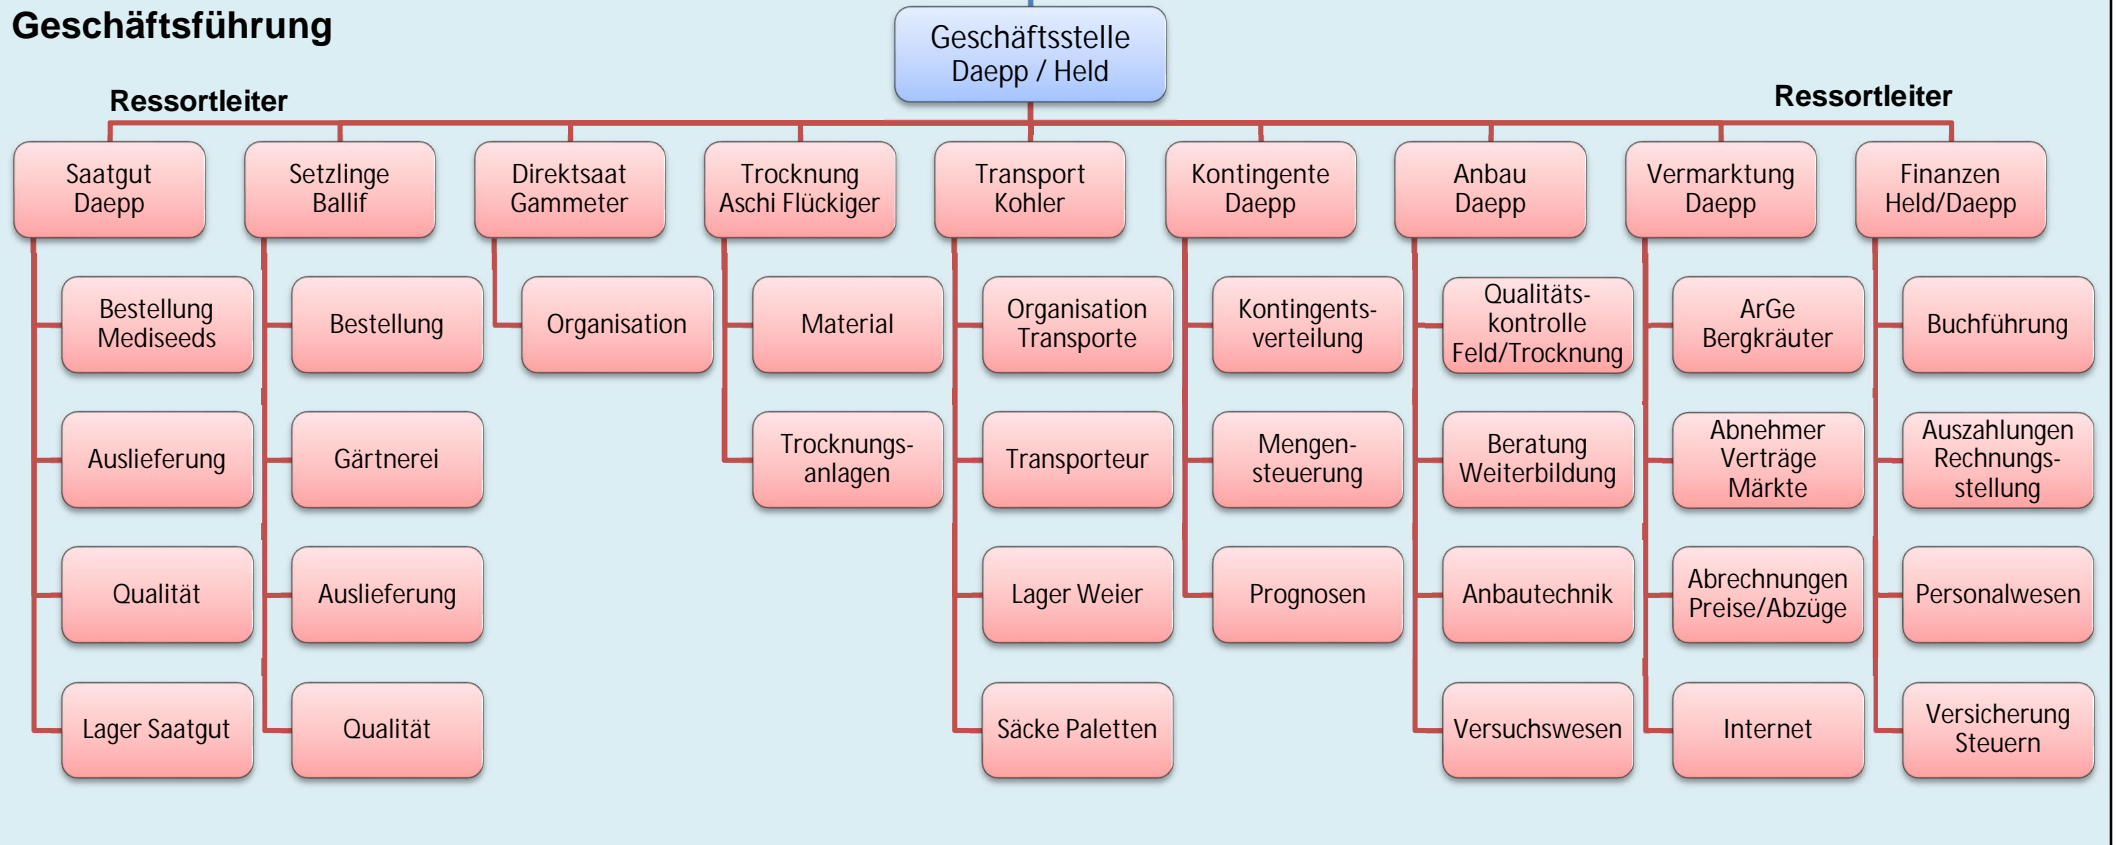 Geschäftsführung
Geschäftsstelle
Daepp / Held
Ressortleiter
Ressortleiter
Saatgut
Daepp
Bestellung
Mediseeds
Auslieferung
Qualität
Lager Saatgut
Setzlinge
Ballif
Bestellung
Gärtnerei
Auslieferung
Qualität
Direktsaat
Gammeter
Organisation
Trocknung
Aschi Flückiger
Material
Trocknungs-
anlagen
Transport
Kohler
Organisation
Transporte
Transporteur
Lager Weier
Säcke Paletten
Kontingente
Daepp
Kontingents-
verteilung
Mengen-
steuerung
Prognosen
Anbau
Daepp
Qualitäts-
kontrolle
Feld/Trocknung
Beratung
Weiterbildung
Anbautechnik
Versuchswesen
Vermarktung
Daepp
ArGe
Bergkräuter
Abnehmer
Verträge
Märkte
Abrechnungen
Preise/Abzüge
Internet
Finanzen
Held/Daepp
Buchführung
Auszahlungen
Rechnungs-
stellung
Personalwesen
Versicherung
Steuern